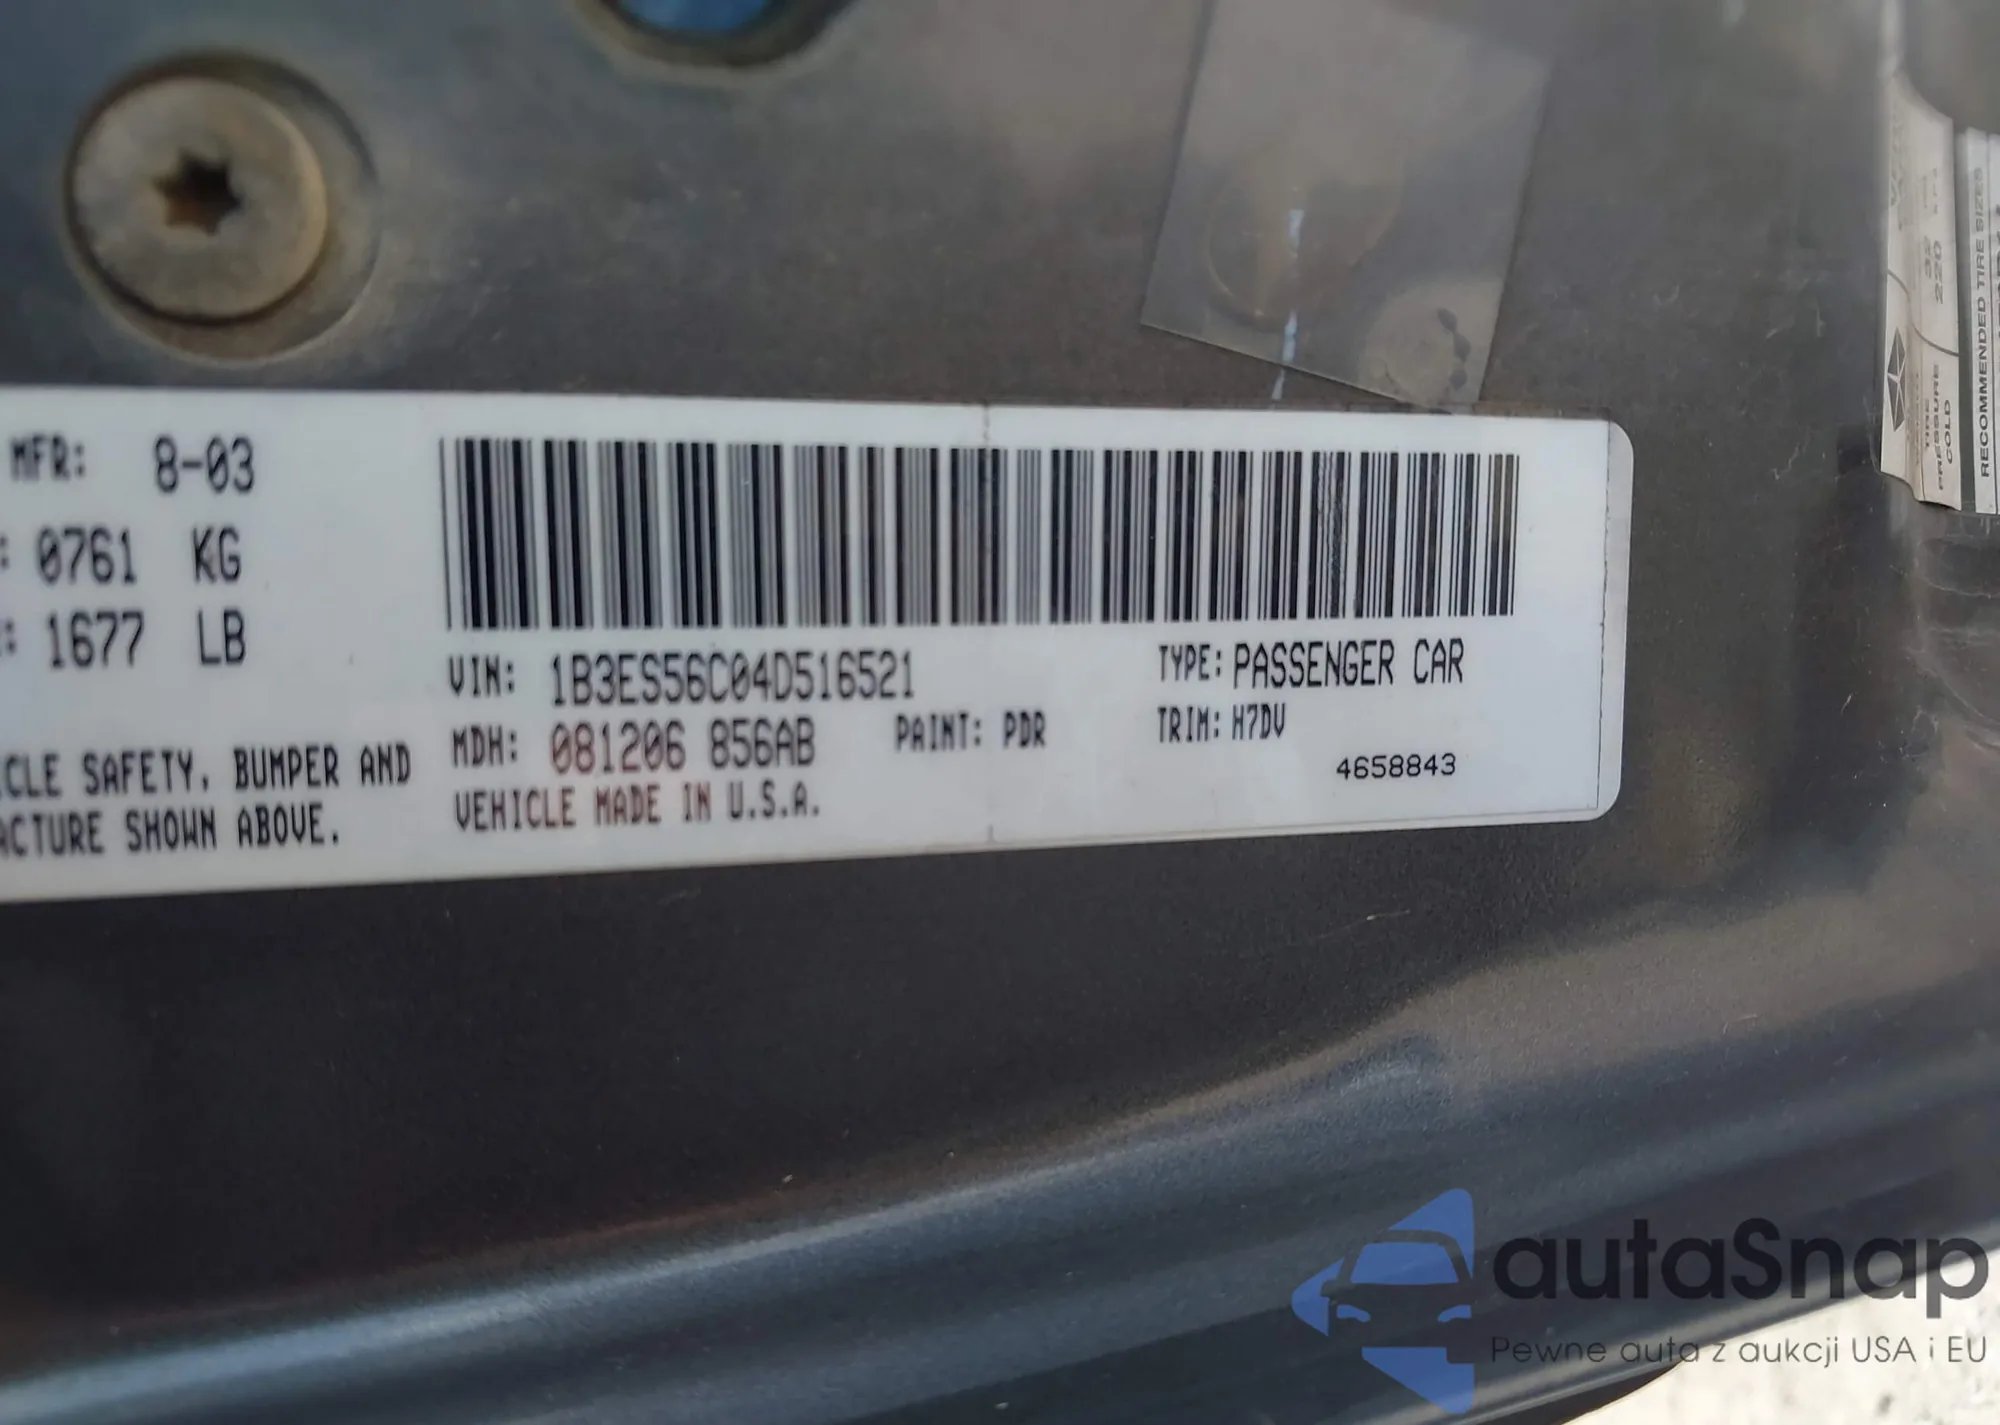 MFR: 8-03
: 0761 KG
: 1677 LB
VIN: 1B3ES56C04D516521
TYPE: PASSENGER CAR
MDH: 081206 856AB
PAINT: PDR
TRIM: H7DV
4658843
VEHICLE MADE IN U.S.A.
CLE SAFETY, BUMPER AND
ACTURE SHOWN ABOVE.
TIRE
PRESSURE
COLD
32
220
RECOMMENDED TIRE SIZES
autaSnap
Pewne auta z aukcji USA i EU